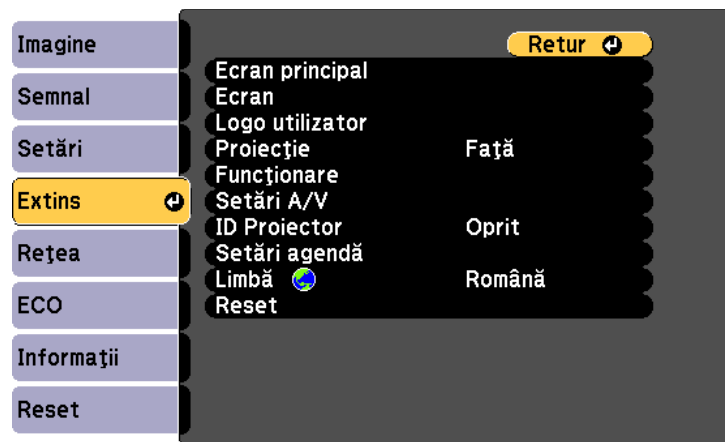 Imagine
Semnal
Setări
Extins
Reţea
ECO
Informaţii
Reset
Retur
Ecran principal
Ecran
Logo utilizator
Proiecţie Faţă
Funcţionare
Setări A/V
ID Proiector Oprit
Setări agendă
Limbă Română
Reset